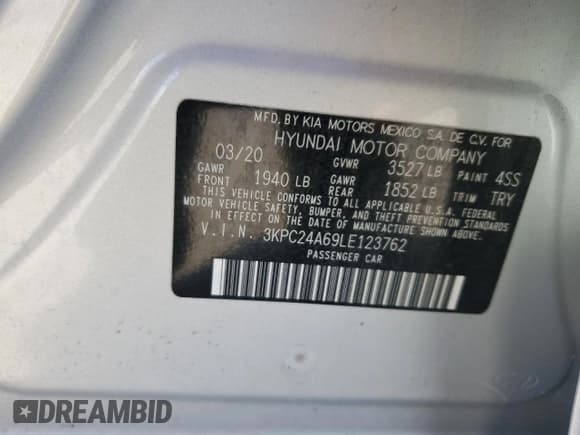 MFD. BY KIA MOTORS MEXICO S.A. DE C.V. FOR
HYUNDAI MOTOR COMPANY
03/20 GVWR 3527 LB PAINT 4SS
GAWR FRONT 1940 LB GAWR REAR 1852 LB TRIM TRY
THIS VEHICLE CONFORMS TO ALL APPLICABLE U.S.A. FEDERAL
MOTOR VEHICLE SAFETY, BUMPER, AND THEFT PREVENTION STANDARDS
IN EFFECT ON THE DATE OF MANUFACTURE SHOWN ABOVE.
V.I.N. 3KPC24A69LE123762
PASSENGER CAR
DREAMBID